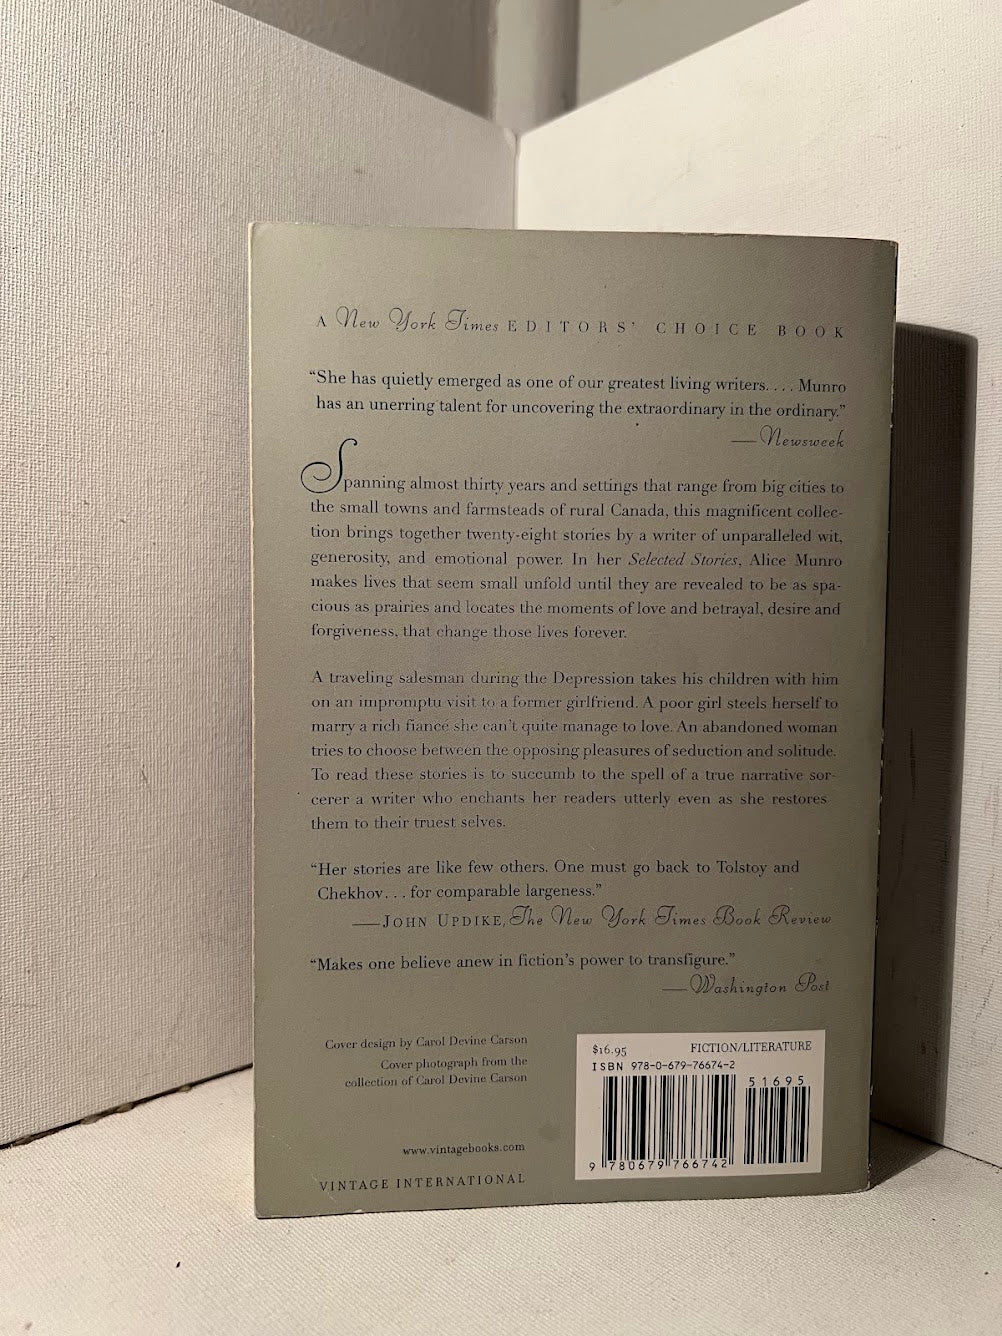 A New York Times EDITORS' CHOICE BOOK
“She has quietly emerged as one of our greatest living writers. . . . Munro
has an unerring talent for uncovering the extraordinary in the ordinary.”
—Newsweek
Spanning almost thirty years and settings that range from big cities to
the small towns and farmsteads of rural Canada, this magnificent collec-
tion brings together twenty-eight stories by a writer of unparalleled wit,
generosity, and emotional power. In her Selected Stories, Alice Munro
makes lives that seem small unfold until they are revealed to be as spa-
cious as prairies and locates the moments of love and betrayal, desire and
forgiveness, that change those lives forever.
A traveling salesman during the Depression takes his children with him
on an impromptu visit to a former girlfriend. A poor girl steels herself to
marry a rich fiancé she can't quite manage to love. An abandoned woman
tries to choose between the opposing pleasures of seduction and solitude.
To read these stories is to succumb to the spell of a true narrative sor-
cerer a writer who enchants her readers utterly even as she restores
them to their truest selves.
“Her stories are like few others. One must go back to Tolstoy and
Chekhov. . . for comparable largeness.”
—JOHN UPDIKE, The New York Times Book Review
“Makes one believe anew in fiction's power to transfigure.”
—Washington Post
Cover design by Carol Devine Carson
Cover photograph from the
collection of Carol Devine Carson
www.vintagebooks.com
VINTAGE INTERNATIONAL
$16.95 FICTION/LITERATURE
ISBN 978-0-679-76674-2
51695
9 780679 766742